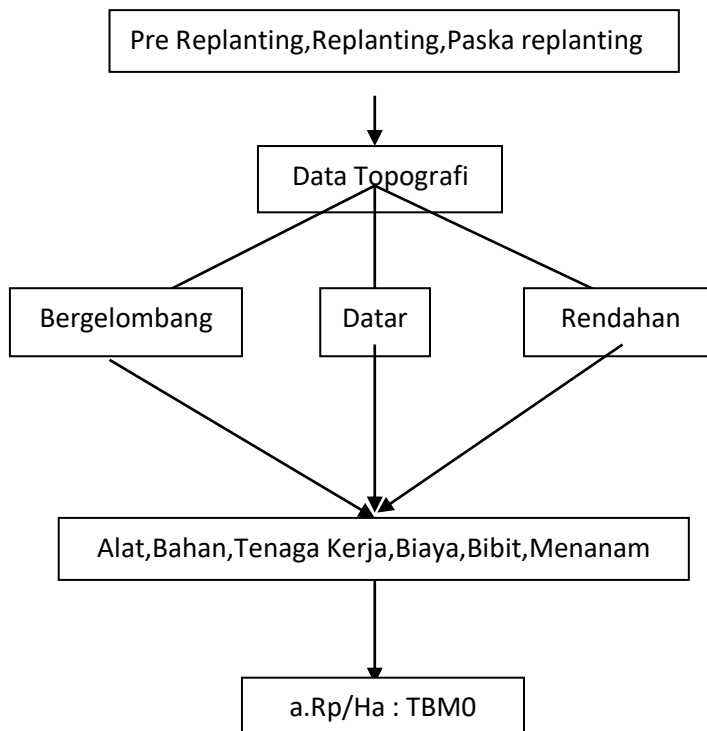 Pre Replanting,Replanting,Paska replanting
Data Topografi
Bergelombang
Datar
Rendahan
Alat,Bahan,Tenaga Kerja,Biaya,Bibit,Menanam
a.Rp/Ha : TBM0